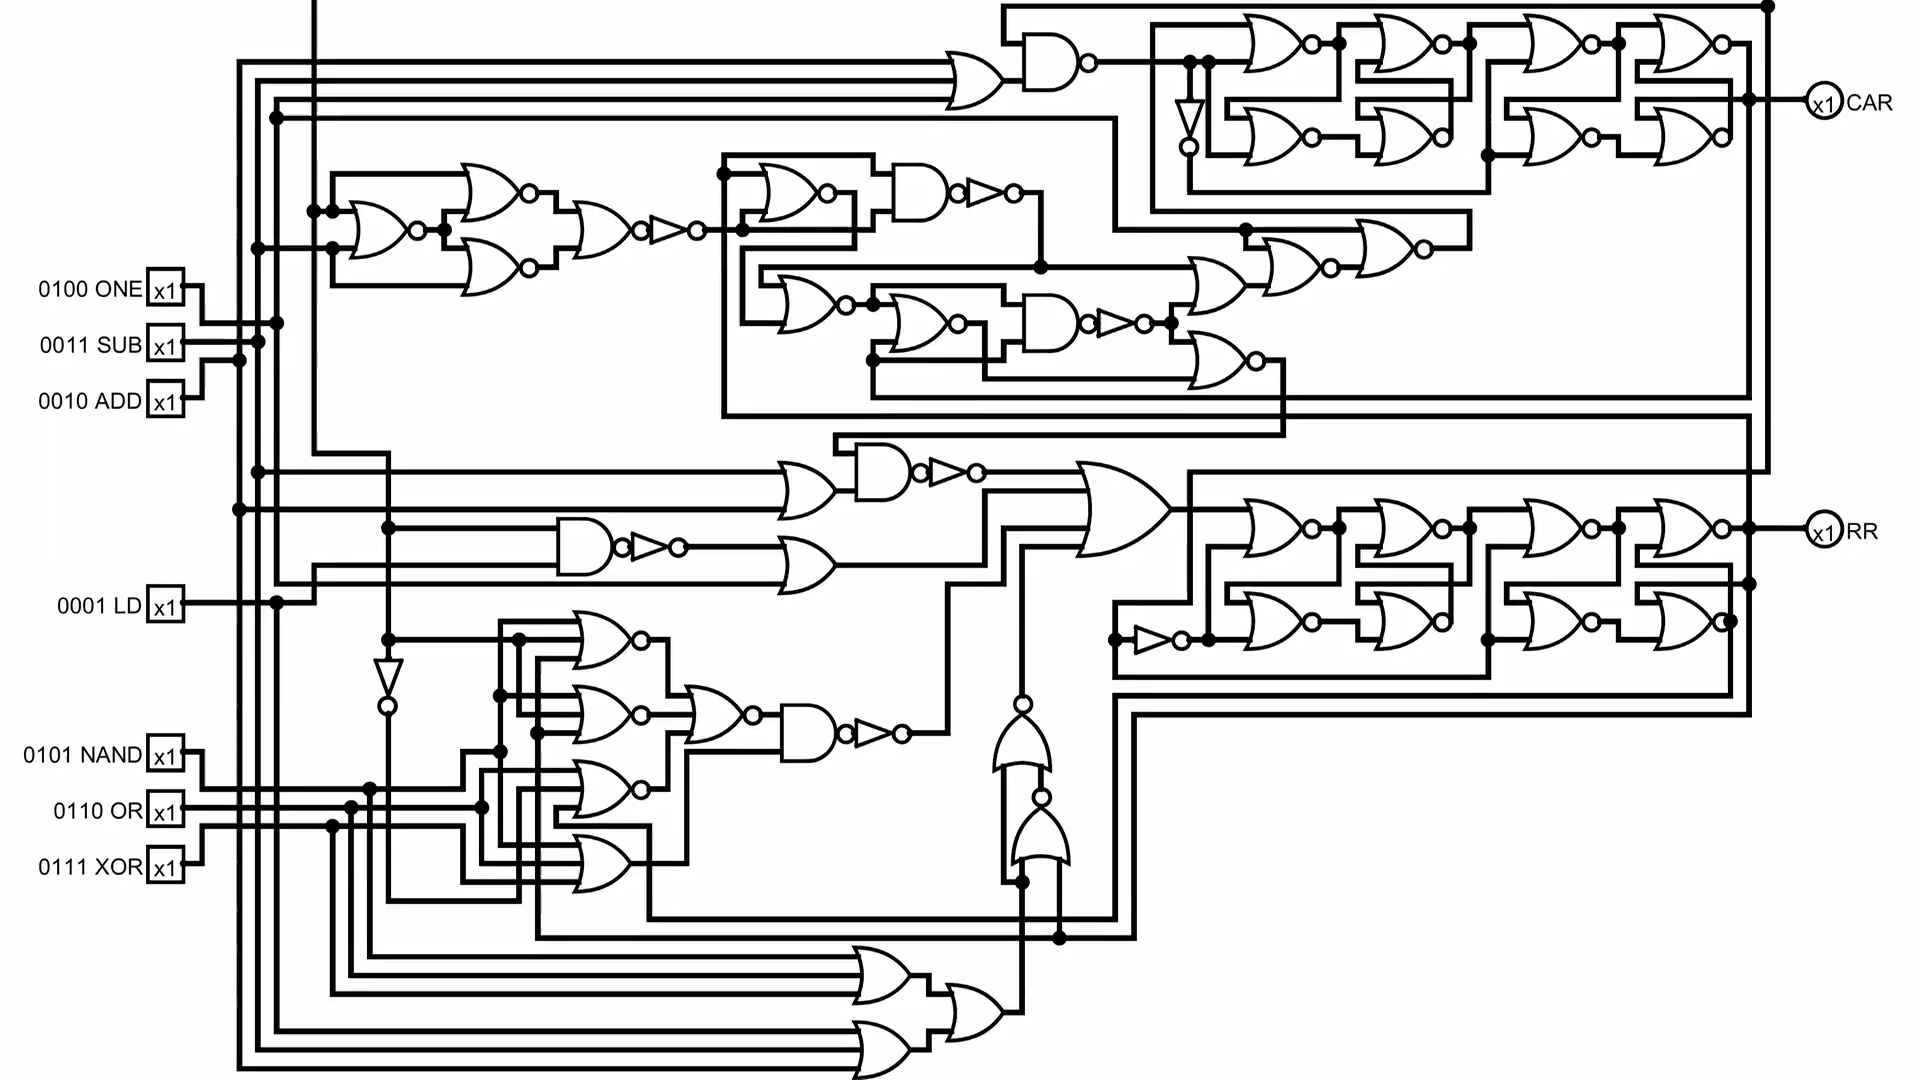 x1 CAR
0100 ONE x1
0011 SUB x1
0010 ADD x1
x1 RR
0001 LD x1
0101 NAND x1
0110 OR x1
0111 XOR x1